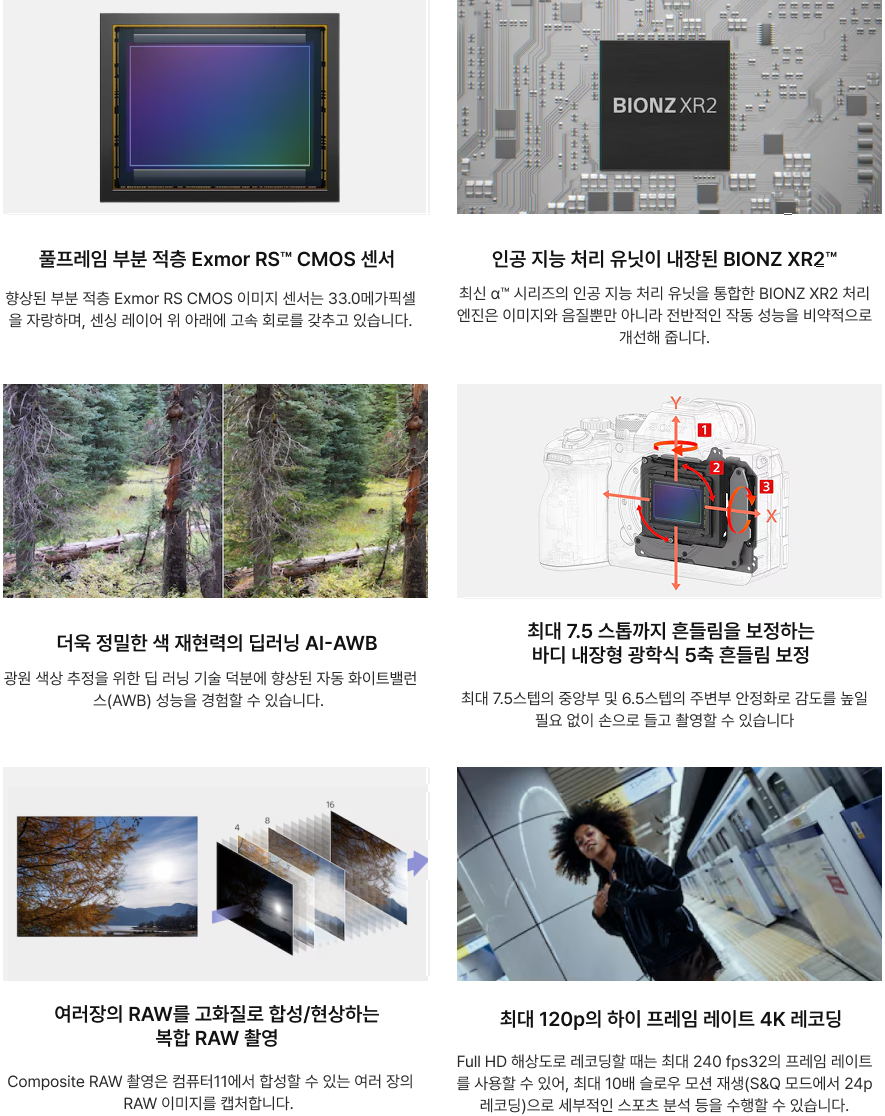 BIONZ XR2
풀프레임 부분 적층 Exmor RS™ CMOS 센서
향상된 부분 적층 Exmor RS CMOS 이미지 센서는 33.0메가픽셀
을 자랑하며, 센싱 레이어 위 아래에 고속 회로를 갖추고 있습니다.
인공 지능 처리 유닛이 내장된 BIONZ XR2™
최신 α™ 시리즈의 인공 지능 처리 유닛을 통합한 BIONZ XR2 처리
엔진은 이미지와 음질뿐만 아니라 전반적인 작동 성능을 비약적으로
개선해 줍니다.
더욱 정밀한 색 재현력의 딥러닝 AI-AWB
광원 색상 추정을 위한 딥 러닝 기술 덕분에 향상된 자동 화이트밸런
스(AWB) 성능을 경험할 수 있습니다.
Y
1
2
3
X
최대 7.5 스톱까지 흔들림을 보정하는
바디 내장형 광학식 5축 흔들림 보정
최대 7.5스텝의 중앙부 및 6.5스텝의 주변부 안정화로 감도를 높일
필요 없이 손으로 들고 촬영할 수 있습니다
4
8
16
여러장의 RAW를 고화질로 합성/현상하는
복합 RAW 촬영
Composite RAW 촬영은 컴퓨터11에서 합성할 수 있는 여러 장의
RAW 이미지를 캡처합니다.
최대 120p의 하이 프레임 레이트 4K 레코딩
Full HD 해상도로 레코딩할 때는 최대 240 fps32의 프레임 레이트
를 사용할 수 있어, 최대 10배 슬로우 모션 재생(S&Q 모드에서 24p
레코딩)으로 세부적인 스포츠 분석 등을 수행할 수 있습니다.